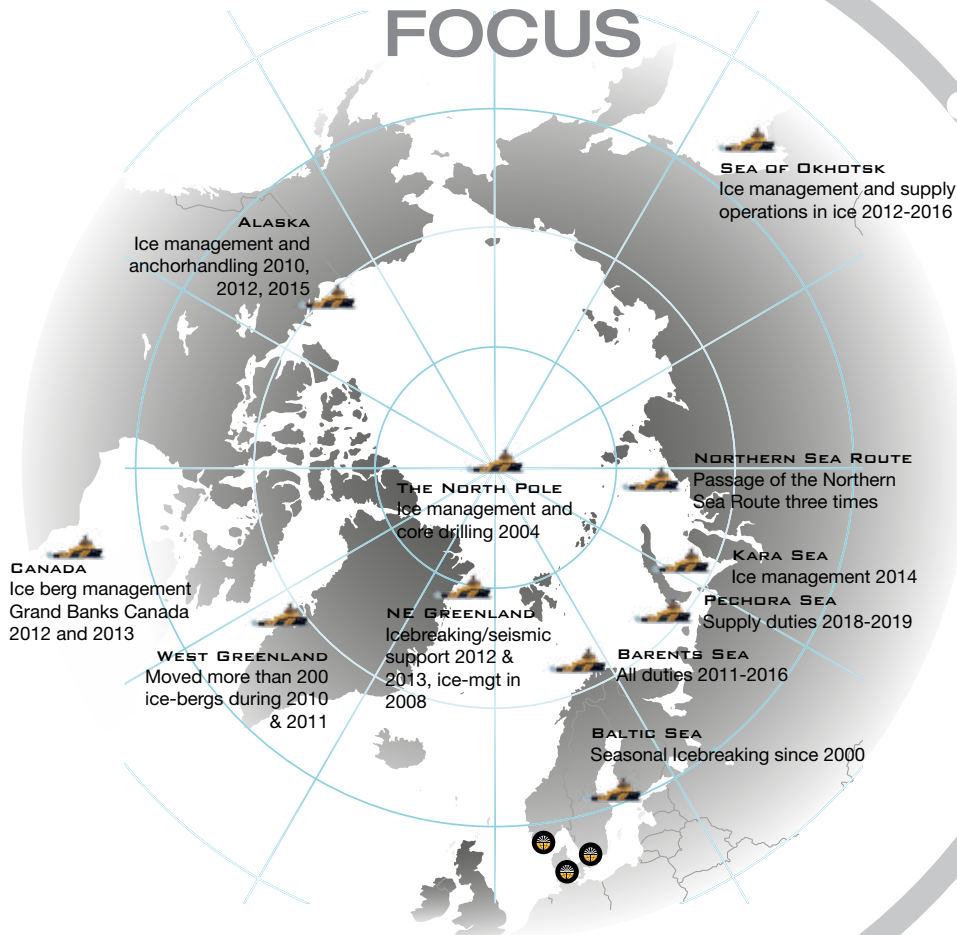 FOCUS
SEA OF OKHOTSK
Ice management and supply
operations in ice 2012-2016
ALASKA
Ice management and
anchorhandling 2010,
2012, 2015
NORTHERN SEA ROUTE
Passage of the Northern
Sea Route three times
THE NORTH POLE
Ice management and
core drilling 2004
KARA SEA
Ice management 2014
CANADA
Ice berg management
Grand Banks Canada
2012 and 2013
PECHORA SEA
Supply duties 2018-2019
NE GREENLAND
Icebreaking/seismic
support 2012 &
2013, ice-mgt in
2008
WEST GREENLAND
Moved more than 200
ice-bergs during 2010
& 2011
BARENTS SEA
All duties 2011-2016
BALTIC SEA
Seasonal Icebreaking since 2000